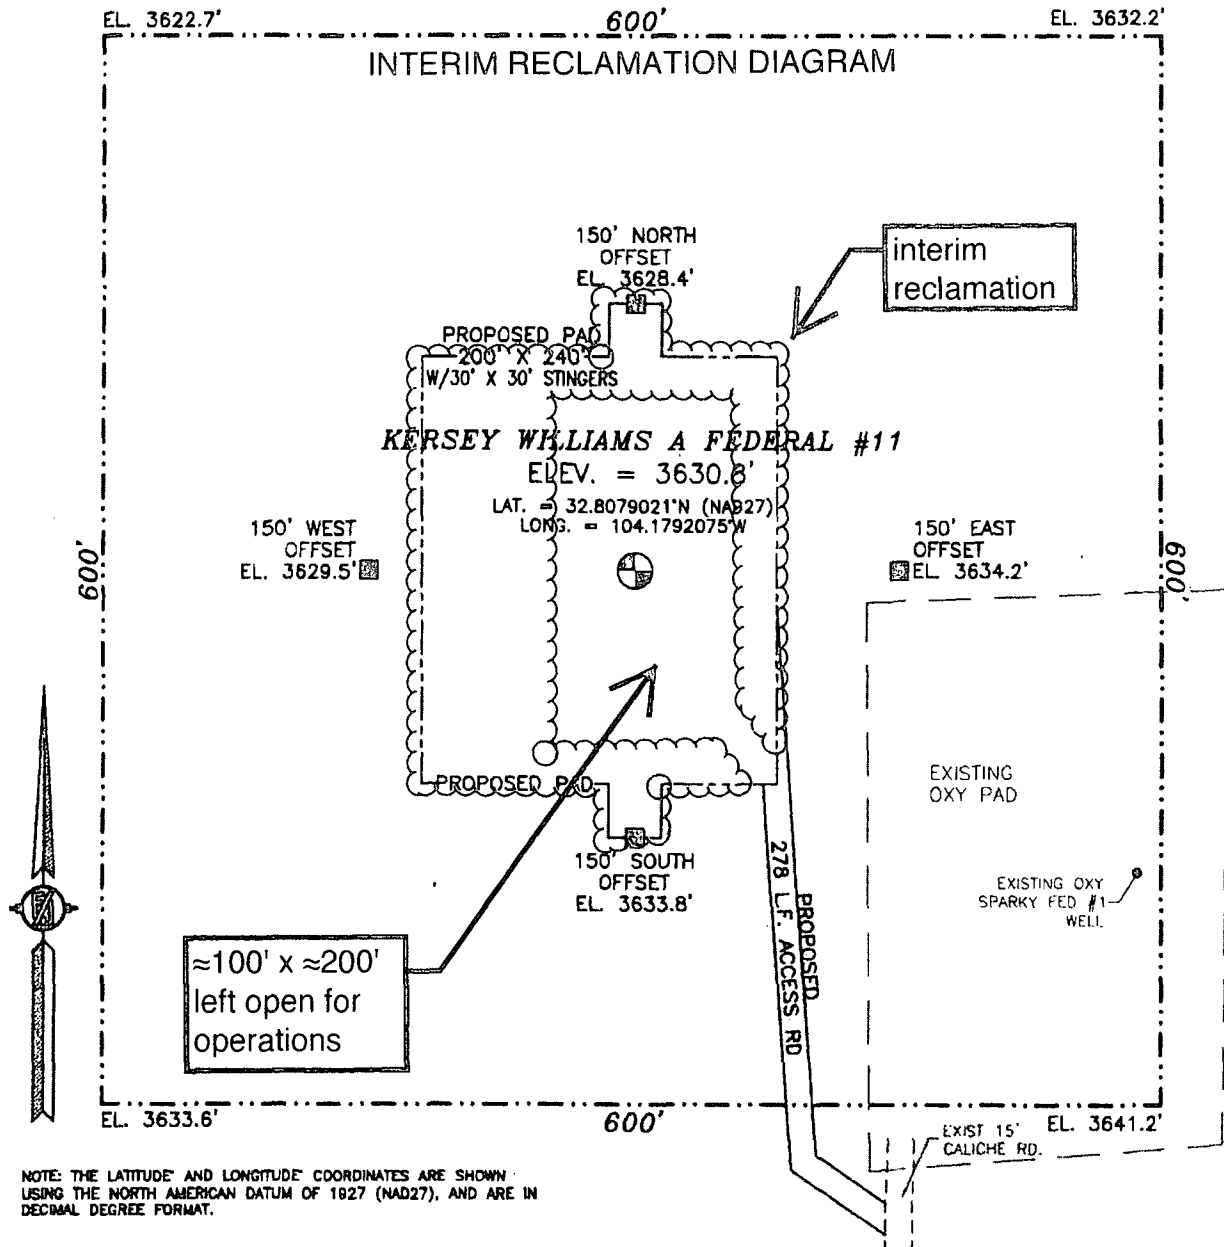 EL. 3622.7'
600'
EL. 3632.2'
INTERIM RECLAMATION DIAGRAM
150' NORTH
OFFSET
EL. 3628.4'
interim
reclamation
PROPOSED PAD
200' X 240'
W/30' X 30' STINGERS
KERSEY WILLIAMS A FEDERAL #11
ELEV. = 3630.6'
LAT. = 32.8079021°N (NAD27)
LONG. = 104.1792075°W
150' WEST
OFFSET
EL. 3629.5'
150' EAST
OFFSET
EL. 3634.2'
600'
600'
EXISTING
OXY PAD
PROPOSED PAD
150' SOUTH
OFFSET
EL. 3633.8'
EXISTING OXY
SPARKY FED #1
WELL
PROPOSED
278 L.F. ACCESS RD
≈100' x ≈200'
left open for
operations
EL. 3633.6'
600'
EL. 3641.2'
EXIST 15'
CALICHE RD.
NOTE: THE LATITUDE AND LONGITUDE COORDINATES ARE SHOWN
USING THE NORTH AMERICAN DATUM OF 1927 (NAD27), AND ARE IN
DECIMAL DEGREE FORMAT.